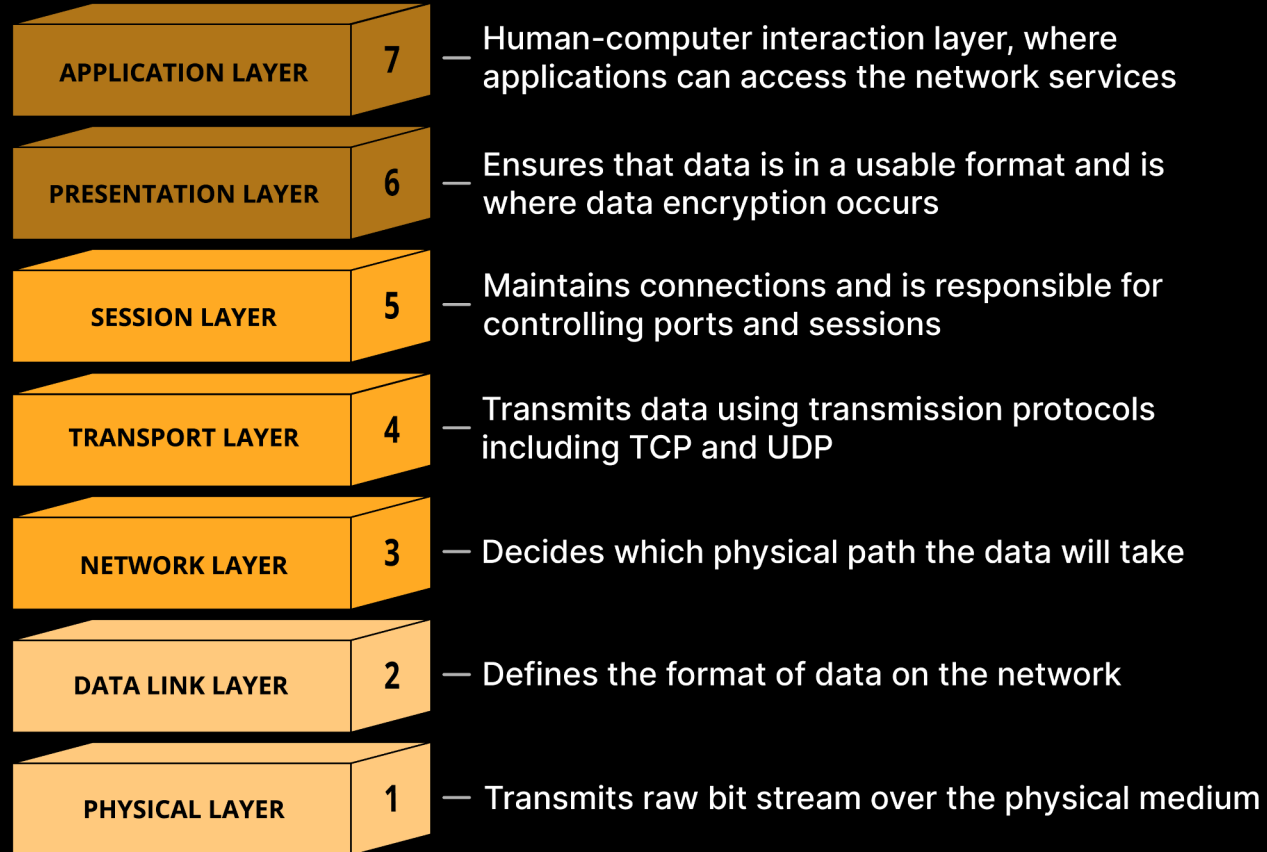 APPLICATION LAYER
7
Human-computer interaction layer, where
applications can access the network services
PRESENTATION LAYER
6
Ensures that data is in a usable format and is
where data encryption occurs
SESSION LAYER
5
Maintains connections and is responsible for
controlling ports and sessions
TRANSPORT LAYER
4
Transmits data using transmission protocols
including TCP and UDP
NETWORK LAYER
3
Decides which physical path the data will take
DATA LINK LAYER
2
Defines the format of data on the network
PHYSICAL LAYER
1
Transmits raw bit stream over the physical medium